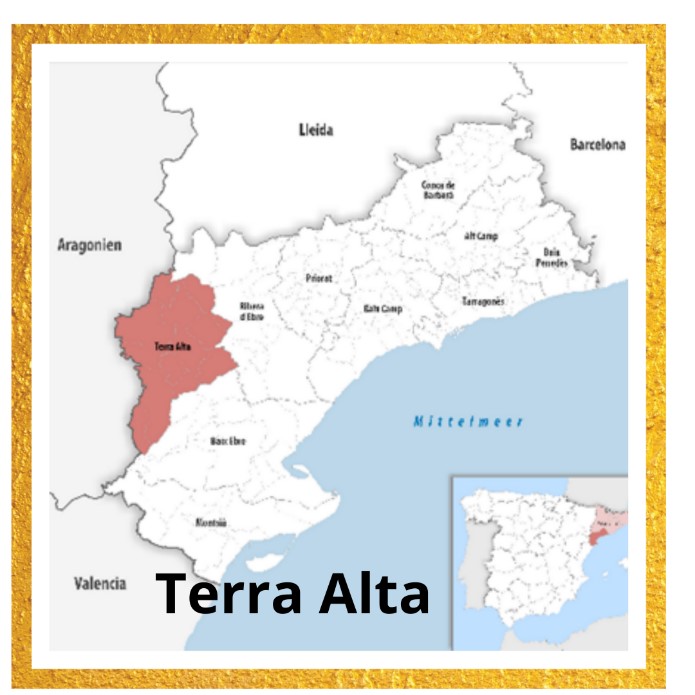 Lleida
Barcelona
Conca de
Barberà
Aragonien
Alt Camp
Baix
Penedès
Priorat
Ribera
d'Ebre
Baix Camp
Tarragonès
Terra Alta
Mittelmeer
Baix Ebre
Montsià
Valencia
Terra Alta